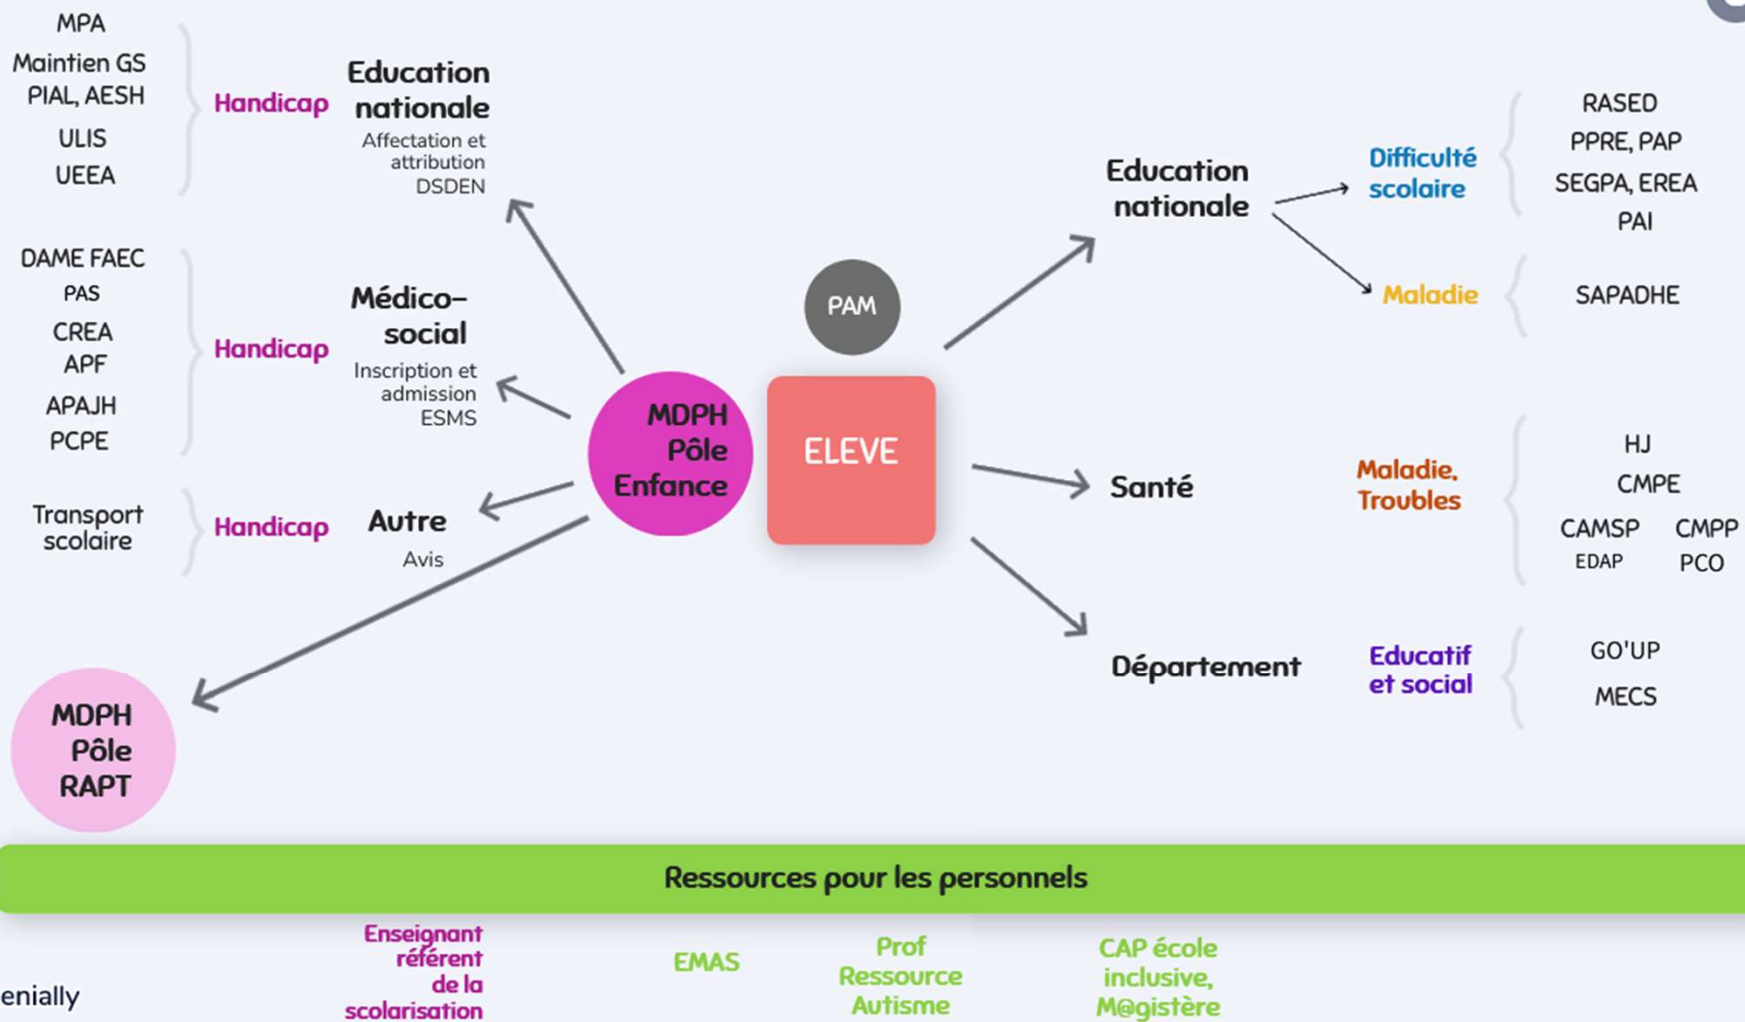 MPA
Maintien GS
PIAL, AESH
ULIS
UEEA
Handicap
Education
nationale
Affectation et
attribution
DSDEN
DAME FAEC
PAS
CREA
APF
APAJH
PCPE
Handicap
Médico-
social
Inscription et
admission
ESMS
Transport
scolaire
Handicap
Autre
Avis
MDPH
Pôle
Enfance
MDPH
Pôle
RAPT
PAM
ELEVE
Education
nationale
Difficulté
scolaire
RASED
PPRE, PAP
SEGPA, EREA
PAI
Maladie
SAPADHE
Santé
Maladie,
Troubles
HJ
CMPE
CAMSP CMPP
EDAP PCO
Département
Educatif
et social
GO'UP
MECS
Ressources pour les personnels
Enseignant
référent
de la
scolarisation
EMAS
Prof
Ressource
Autisme
CAP école
inclusive,
M@gistère
enially